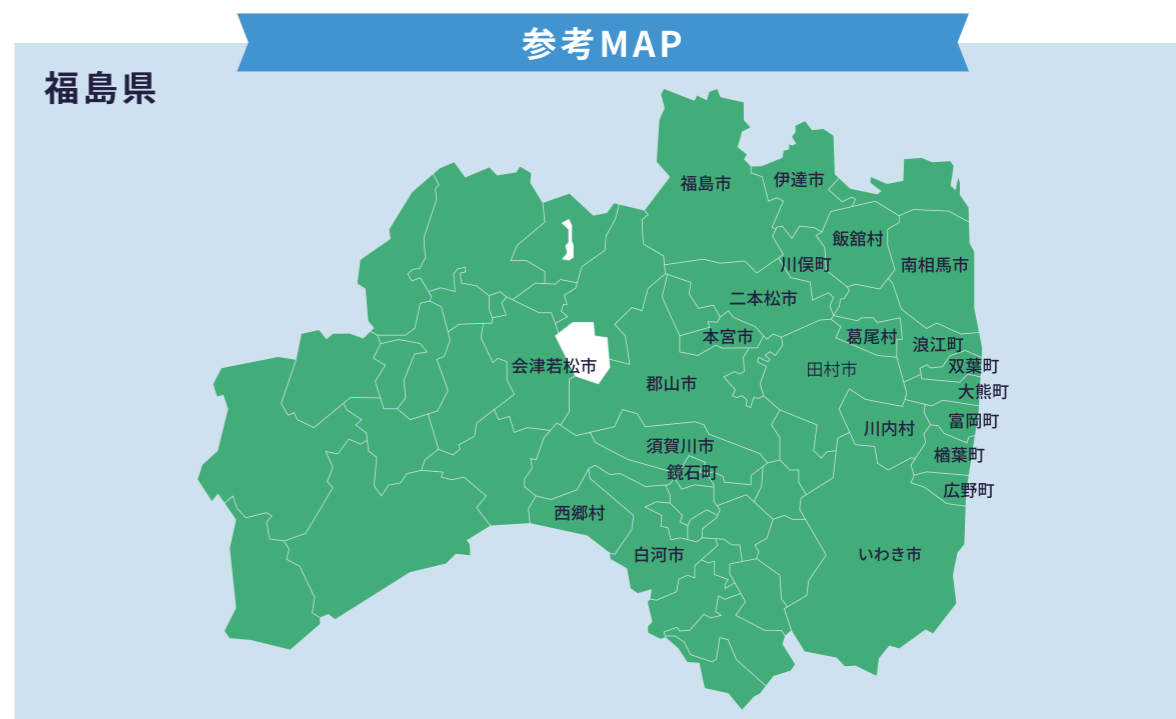 参考MAP
福島県
福島市
伊達市
飯舘村
川俣町
南相馬市
二本松市
本宮市
葛尾村
浪江町
会津若松市
双葉町
田村市
郡山市
大熊町
富岡町
川内村
須賀川市
楢葉町
鏡石町
広野町
西郷村
白河市
いわき市